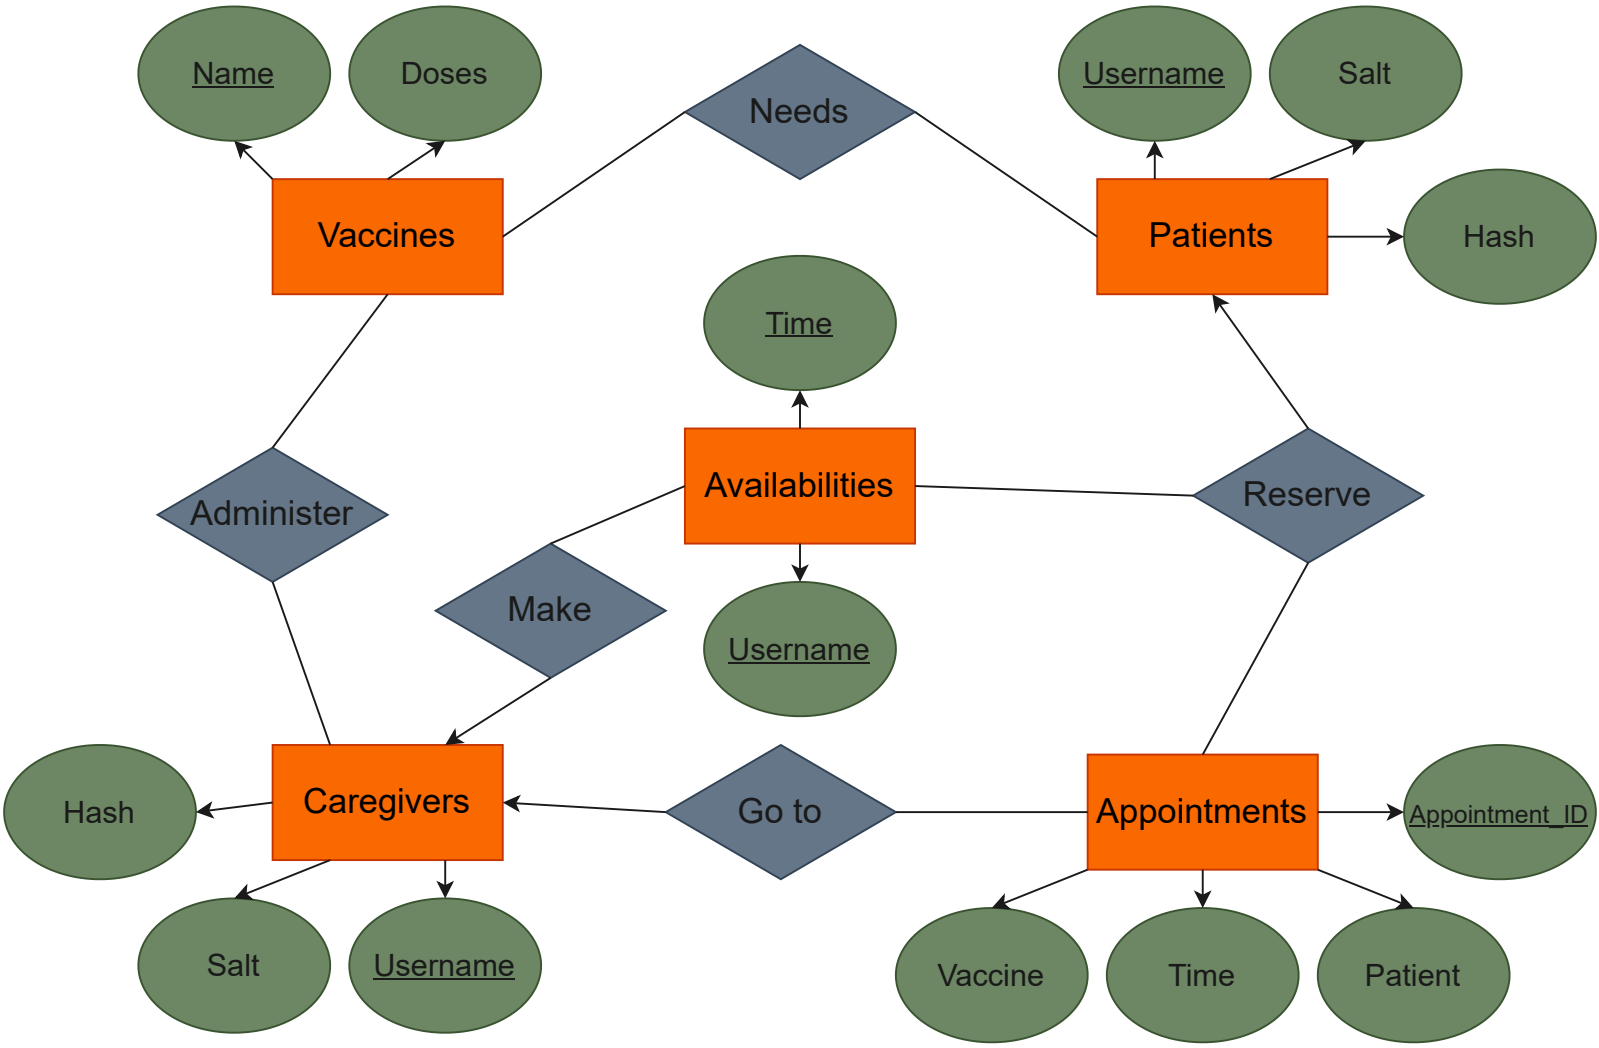 Name
Doses
Needs
Username
Salt
Vaccines
Patients
Hash
Time
Availabilities
Reserve
Administer
Make
Username
Hash
Caregivers
Go to
Appointments
Appointment_ID
Salt
Username
Vaccine
Time
Patient